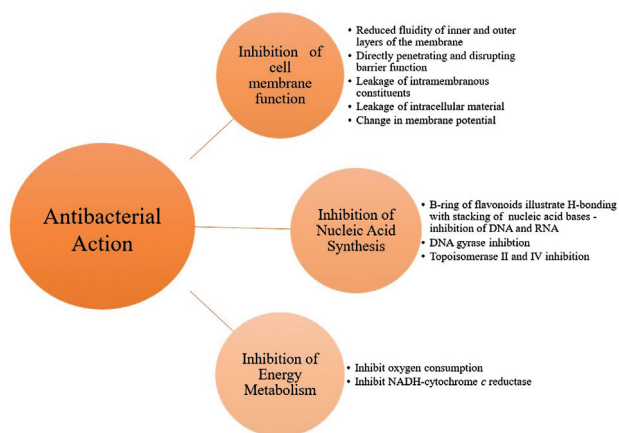 Inhibition of
cell
membrane
function
• Reduced fluidity of inner and outer
layers of the membrane
• Directly penetrating and disrupting
barrier function
• Leakage of intramembranous
constituents
• Leakage of intracellular material
• Change in membrane potential
Antibacterial
Action
Inhibition of
Nucleic Acid
Synthesis
• B-ring of flavonoids illustrate H-bonding
with stacking of nucleic acid bases -
inhibition of DNA and RNA
• DNA gyrase inhibtion
• Topoisomerase II and IV inhibition
Inhibition of
Energy
Metabolism
• Inhibit oxygen consumption
• Inhibit NADH-cytochrome c reductase